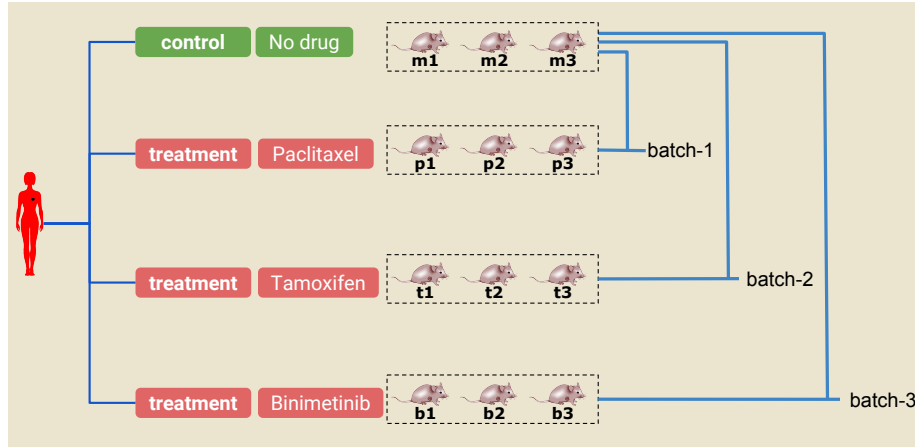 control No drug
m1 m2 m3
treatment Paclitaxel
p1 p2 p3
batch-1
treatment Tamoxifen
t1 t2 t3
batch-2
treatment Binimetinib
b1 b2 b3
batch-3